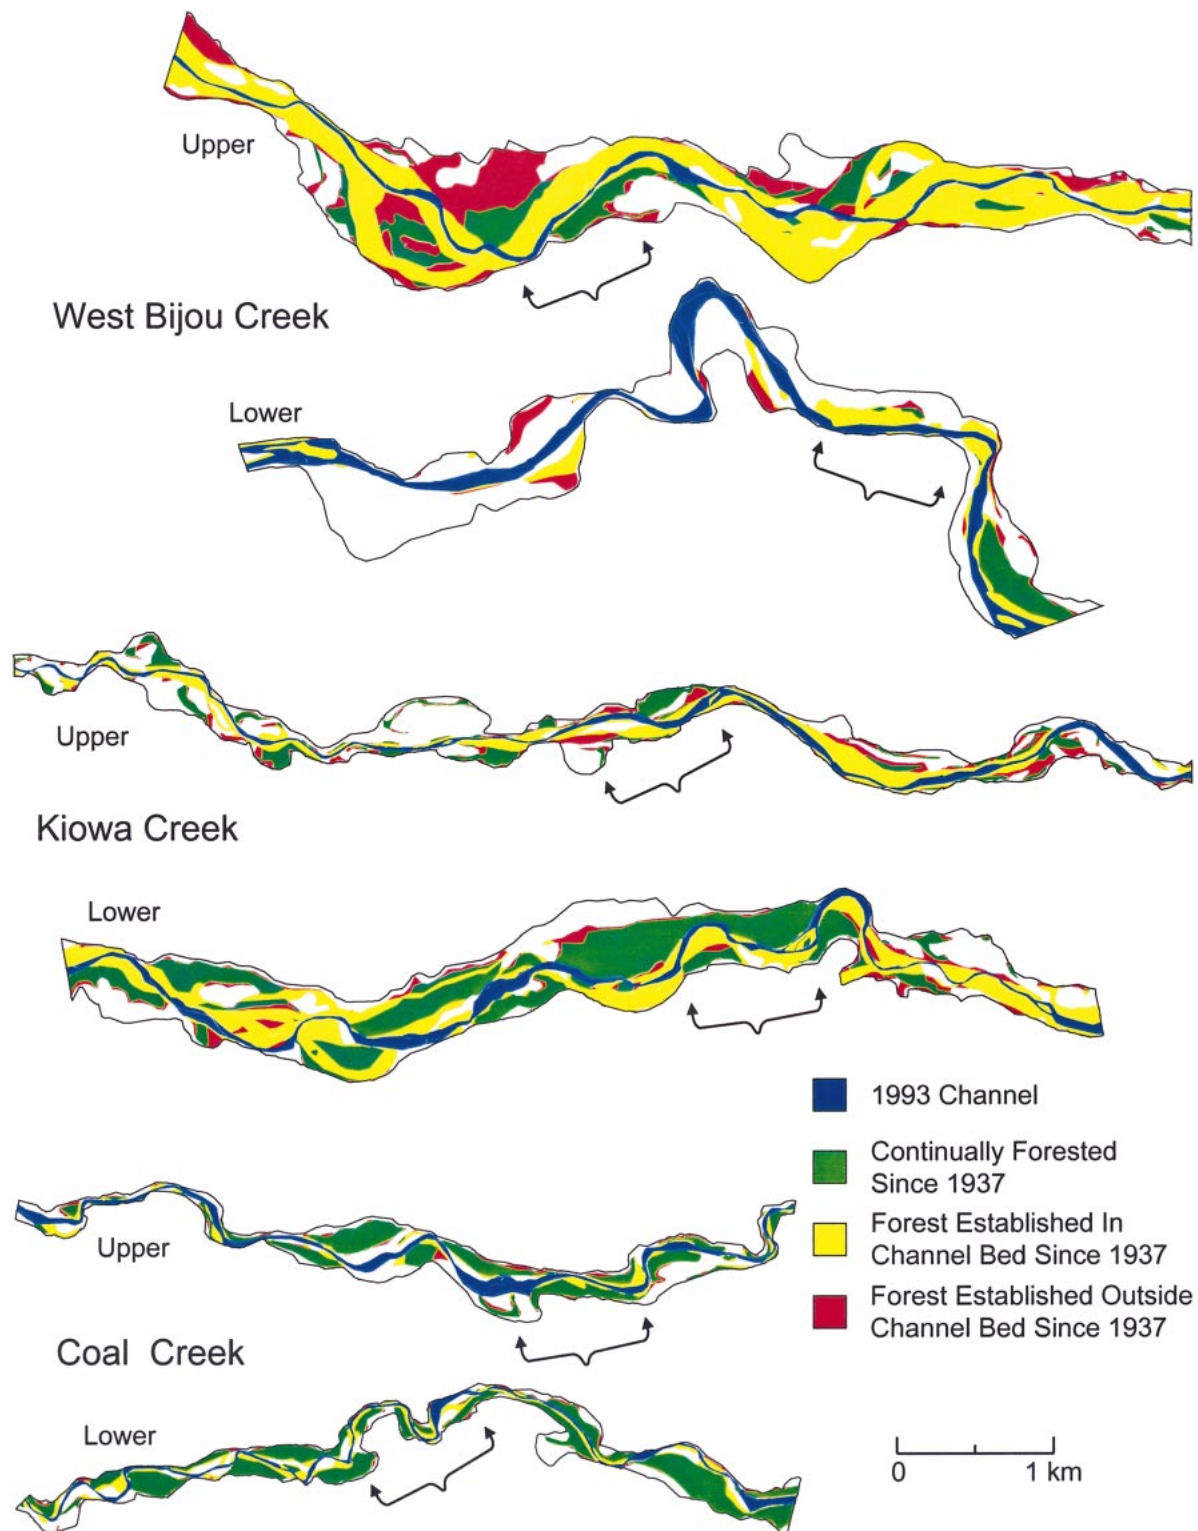 Upper
West Bijou Creek
Lower
Upper
Kiowa Creek
Lower
1993 Channel
Continually Forested
Since 1937
Forest Established In
Channel Bed Since 1937
Forest Established Outside
Channel Bed Since 1937
Upper
Coal Creek
Lower
0 1 km